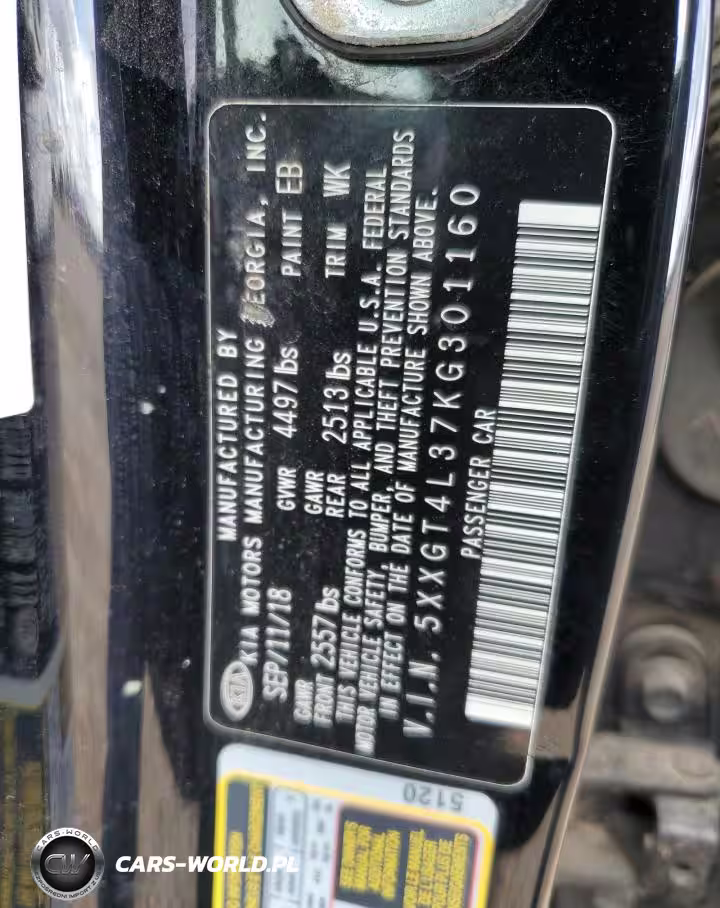 MANUFACTURED BY
KIA MOTORS MANUFACTURING GEORGIA, INC.
SEP/11/18 GVWR 4497 lbs PAINT EB
GAWR FRONT 2557 lbs GAWR REAR 2513 lbs TRIM WK
THIS VEHICLE CONFORMS TO ALL APPLICABLE U.S.A. FEDERAL
MOTOR VEHICLE SAFETY, BUMPER, AND THEFT PREVENTION STANDARDS
IN EFFECT ON THE DATE OF MANUFACTURE SHOWN ABOVE.
V.I.N. 5XXGT4L37KG301160
PASSENGER CAR
KIA
5120
CW
CARS-WORLD.PL